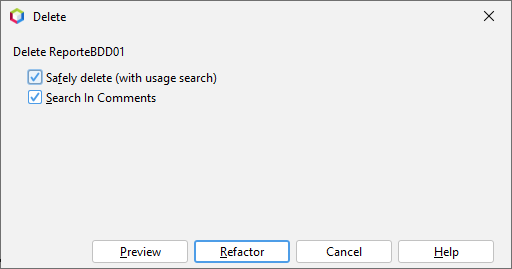 Delete
Delete ReporteBDD01
Safely delete (with usage search)
Search In Comments
Preview
Refactor
Cancel
Help